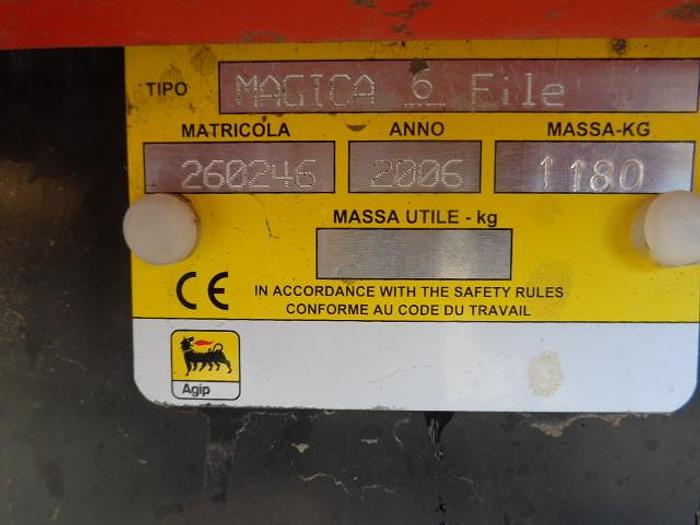 TIPO MAGICA 6 File
MATRICOLA ANNO MASSA-KG
260246 2006 1180
MASSA UTILE - kg
CE IN ACCORDANCE WITH THE SAFETY RULES
CONFORME AU CODE DU TRAVAIL
Agip